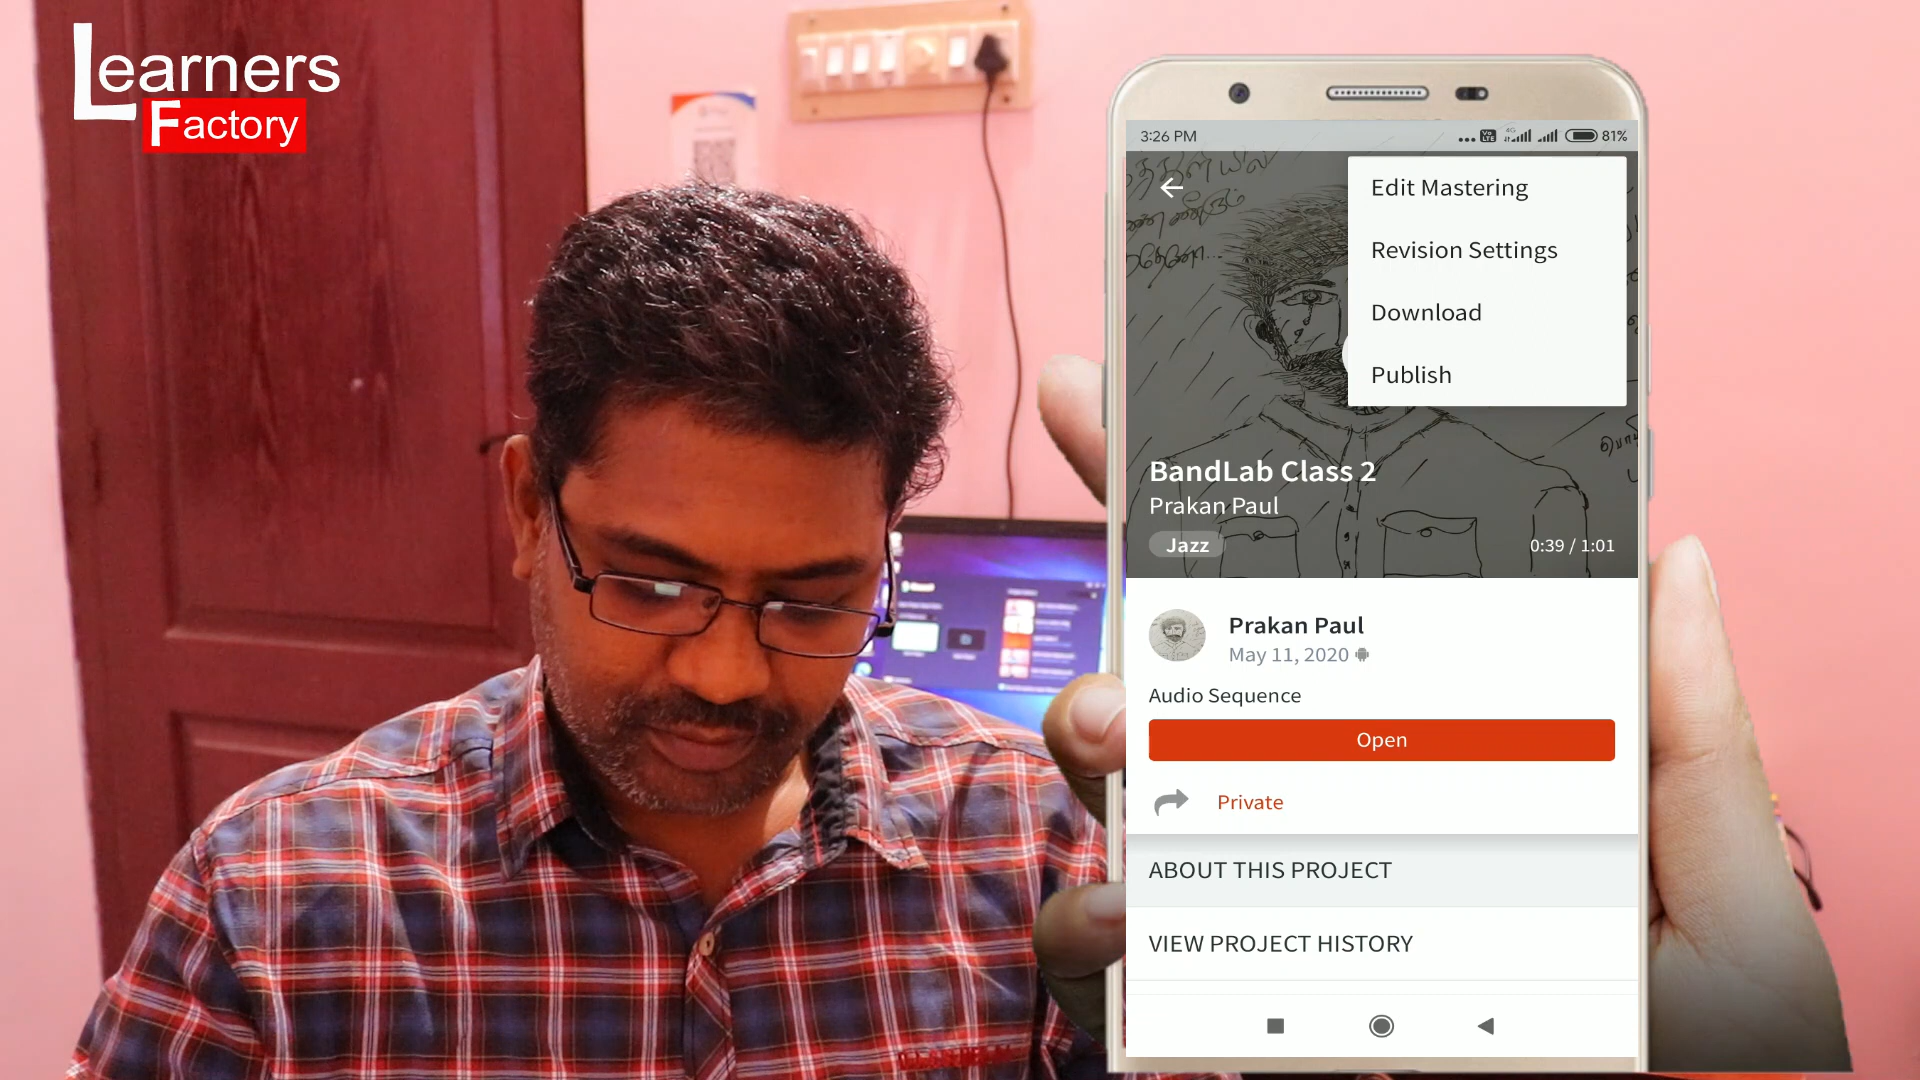 Learners
Factory
3:26 PM
4G
81%
Edit Mastering
Revision Settings
Download
Publish
BandLab Class 2
Prakan Paul
Jazz
0:39 / 1:01
Prakan Paul
May 11, 2020
Audio Sequence
Open
Private
ABOUT THIS PROJECT
VIEW PROJECT HISTORY